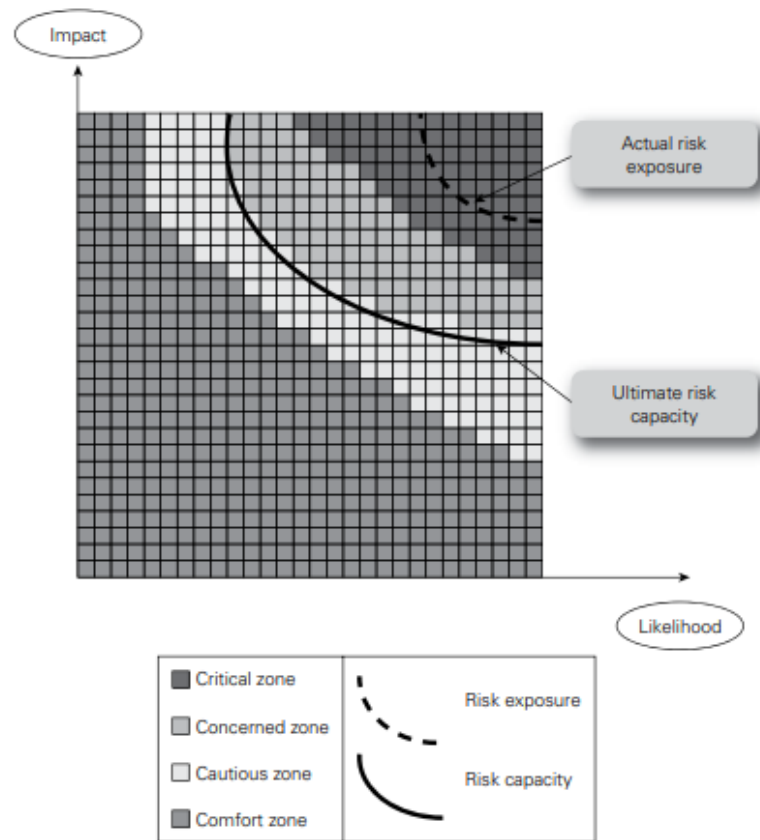 Impact
Actual risk
exposure
Ultimate risk
capacity
Likelihood
Critical zone
Concerned zone
Cautious zone
Comfort zone
Risk exposure
Risk capacity